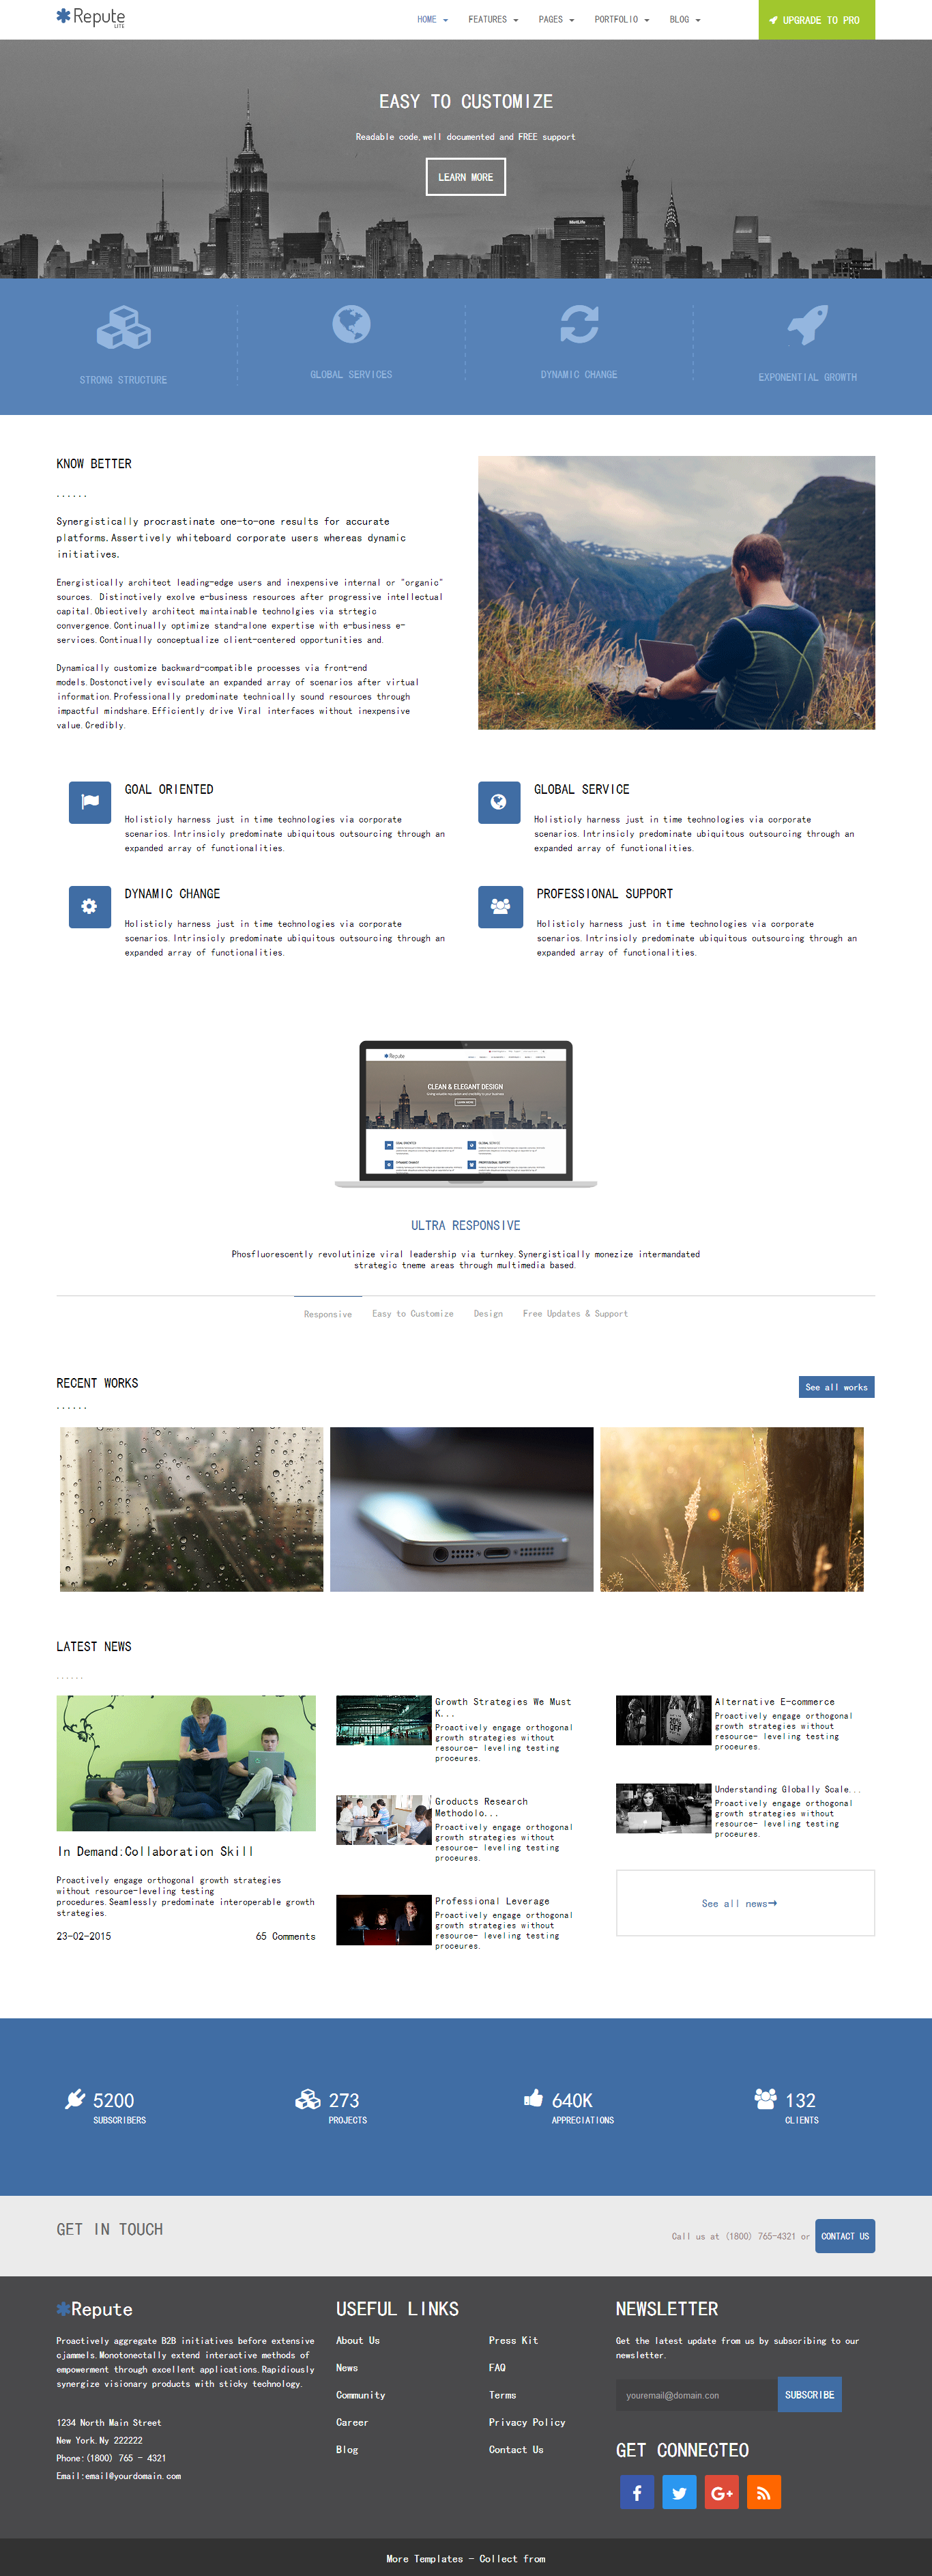 Repute
LITE
HOME FEATURES PAGES PORTFOLIO BLOG
UPGRADE TO PRO
EASY TO CUSTOMIZE
Readable code,well documented and FREE support
LEARN MORE
STRONG STRUCTURE
GLOBAL SERVICES
DYNAMIC CHANGE
EXPONENTIAL GROWTH
KNOW BETTER
......
Synergistically procrastinate one-to-one results for accurate
platforms.Assertively whiteboard corporate users whereas dynamic
initiatives.
Energistically architect leading-edge users and inexpensive internal or "organic"
sources. Distinctively exolve e-business resources after progressive intellectual
capital.Obiectively architect maintainable technolgies via strtegic
convergence.Continually optimize stand-alone expertise with e-business e-
services.Continually conceptualize client-centered opportunities and.
Dynamically customize backward-compatible processes via front-end
models.Dostonctively evisculate an expanded array of scenarios after virtual
information.Professionally predominate technically sound resources through
impactful mindshare.Efficiently drive Viral interfaces without inexpensive
value.Credibly.
GOAL ORIENTED
Holisticly harness just in time technologies via corporate
scenarios.Intrinsicly predominate ubiquitous outsourcing through an
expanded array of functionalities.
GLOBAL SERVICE
Holisticly harness just in time technologies via corporate
scenarios.Intrinsicly predominate ubiquitous outsourcing through an
expanded array of functionalities.
DYNAMIC CHANGE
Holisticly harness just in time technologies via corporate
scenarios.Intrinsicly predominate ubiquitous outsourcing through an
expanded array of functionalities.
PROFESSIONAL SUPPORT
Holisticly harness just in time technologies via corporate
scenarios.Intrinsicly predominate ubiquitous outsourcing through an
expanded array of functionalities.
Repute
CLEAN & ELEGANT DESIGN
ULTRA RESPONSIVE
Phosfluorescently revolutinize viral leadership via turnkey.Synergistically monezize intermandated
strategic tneme areas through multimedia based.
Responsive Easy to Customize Design Free Updates & Support
RECENT WORKS
See all works
......
LATEST NEWS
......
In Demand:Collaboration Skill
Proactively engage orthogonal growth strategies
without resource-leveling testing
procedures.Seamlessly predominate interoperable growth
strategies.
23-02-2015 65 Comments
Growth Strategies We Must
K...
Proactively engage orthogonal
growth strategies without
resource- leveling testing
proceures.
Groducts Research
Methodolo...
Proactively engage orthogonal
growth strategies without
resource- leveling testing
proceures.
Professional Leverage
Proactively engage orthogonal
growth strategies without
resource- leveling testing
proceures.
Alternative E-commerce
Proactively engage orthogonal
growth strategies without
resource- leveling testing
proceures.
Understanding Globally Scale...
Proactively engage orthogonal
growth strategies without
resource- leveling testing
proceures.
See all news→
5200
SUBSCRIBERS
273
PROJECTS
640K
APPRECIATIONS
132
CLIENTS
GET IN TOUCH
Call us at (1800) 765-4321 or CONTACT US
Repute
Proactively aggregate B2B initiatives before extensive
cjammels.Monotonectally extend interactive methods of
empowerment through excellent applications.Rapidiously
synergize visionary products with sticky technology.
1234 North Main Street
New York.Ny 222222
Phone:(1800) 765 - 4321
Email:email@yourdomain.com
USEFUL LINKS
About Us
News
Community
Career
Blog
Press Kit
FAQ
Terms
Privacy Policy
Contact Us
NEWSLETTER
Get the latest update from us by subscribing to our
newsletter.
youremail@domain.con SUBSCRIBE
GET CONNECTEO
More Templates - Collect from